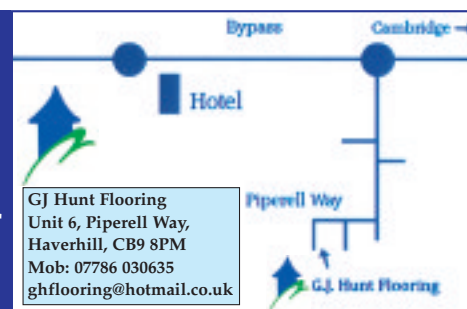 Bypass
Cambridge
Hotel
GJ Hunt Flooring
Unit 6, Piperell Way,
Haverhill, CB9 8PM
Mob: 07786 030635
ghflooring@hotmail.co.uk
Piperell Way
G.J. Hunt Flooring